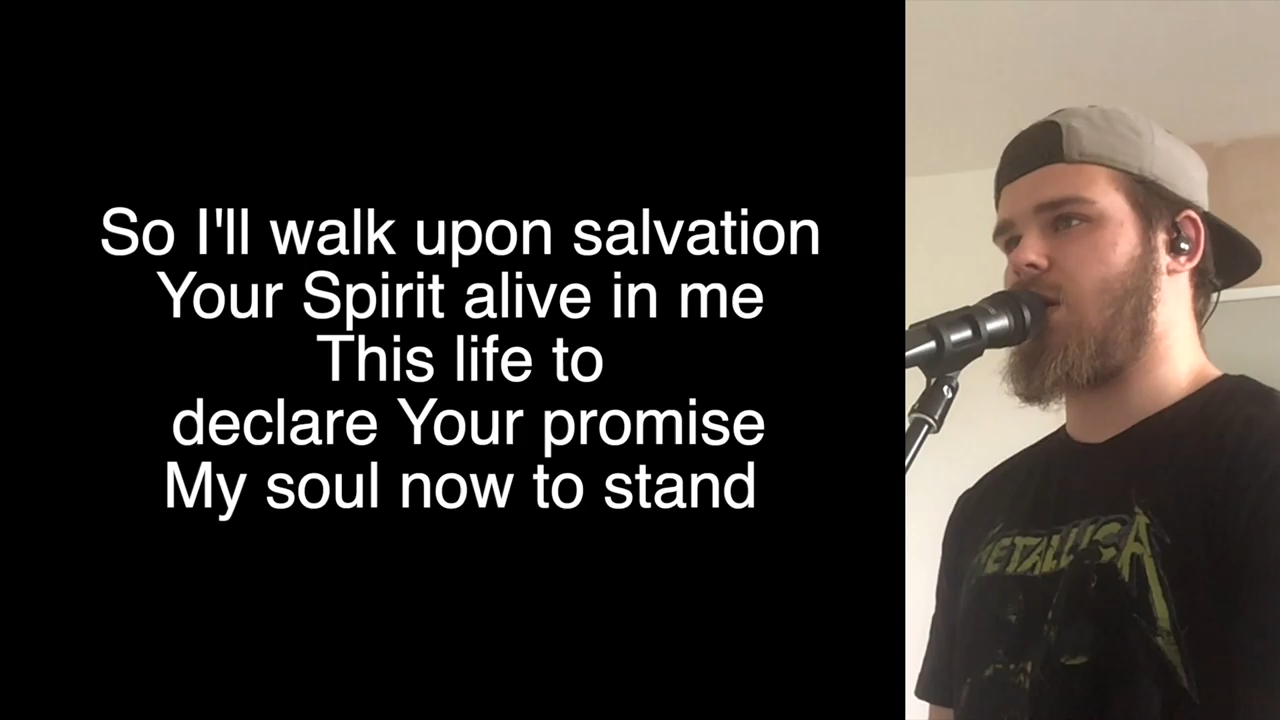 So I'll walk upon salvation
Your Spirit alive in me
This life to
declare Your promise
My soul now to stand
METALLICA